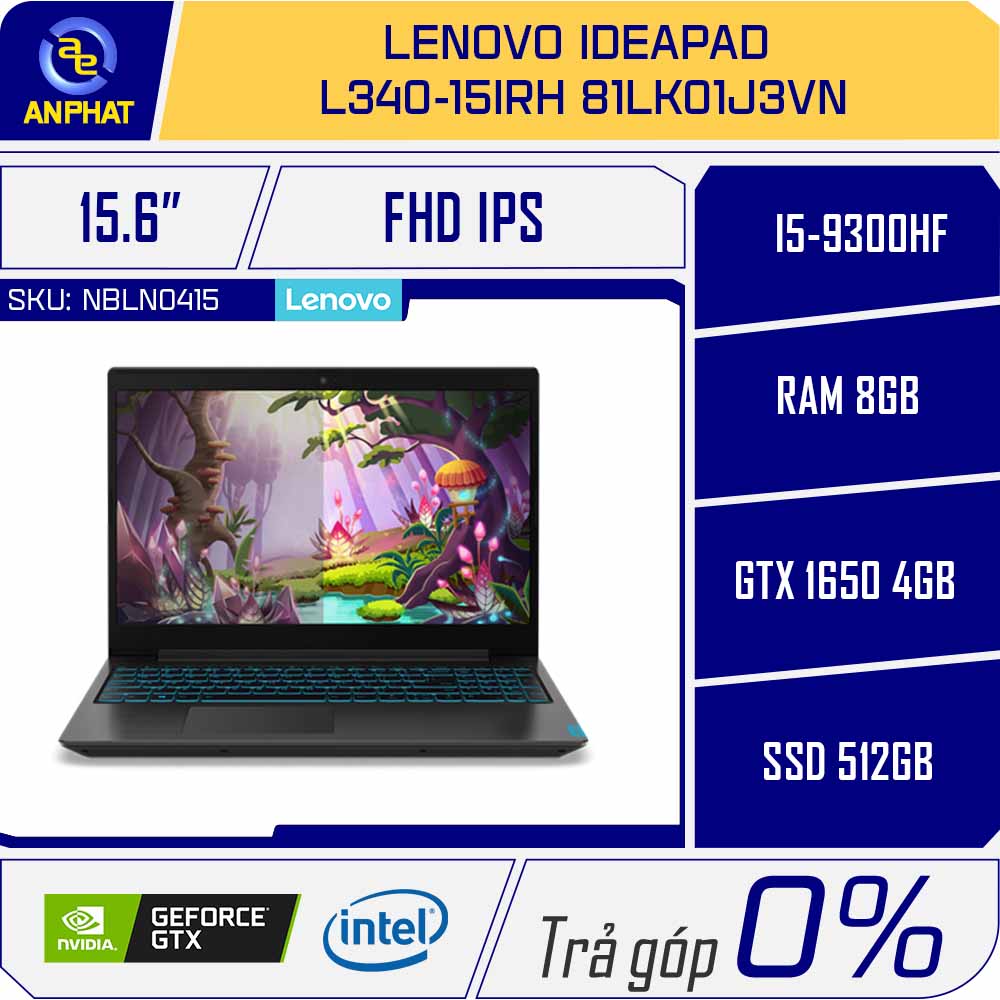 ae
ANPHAT
LENOVO IDEAPAD
L340-15IRH 81LK01J3VN
15.6”
FHD IPS
SKU: NBLN0415
Lenovo
I5-9300HF
RAM 8GB
GTX 1650 4GB
SSD 512GB
NVIDIA.
GEFORCE®
GTX
intel®
Trả góp 0%